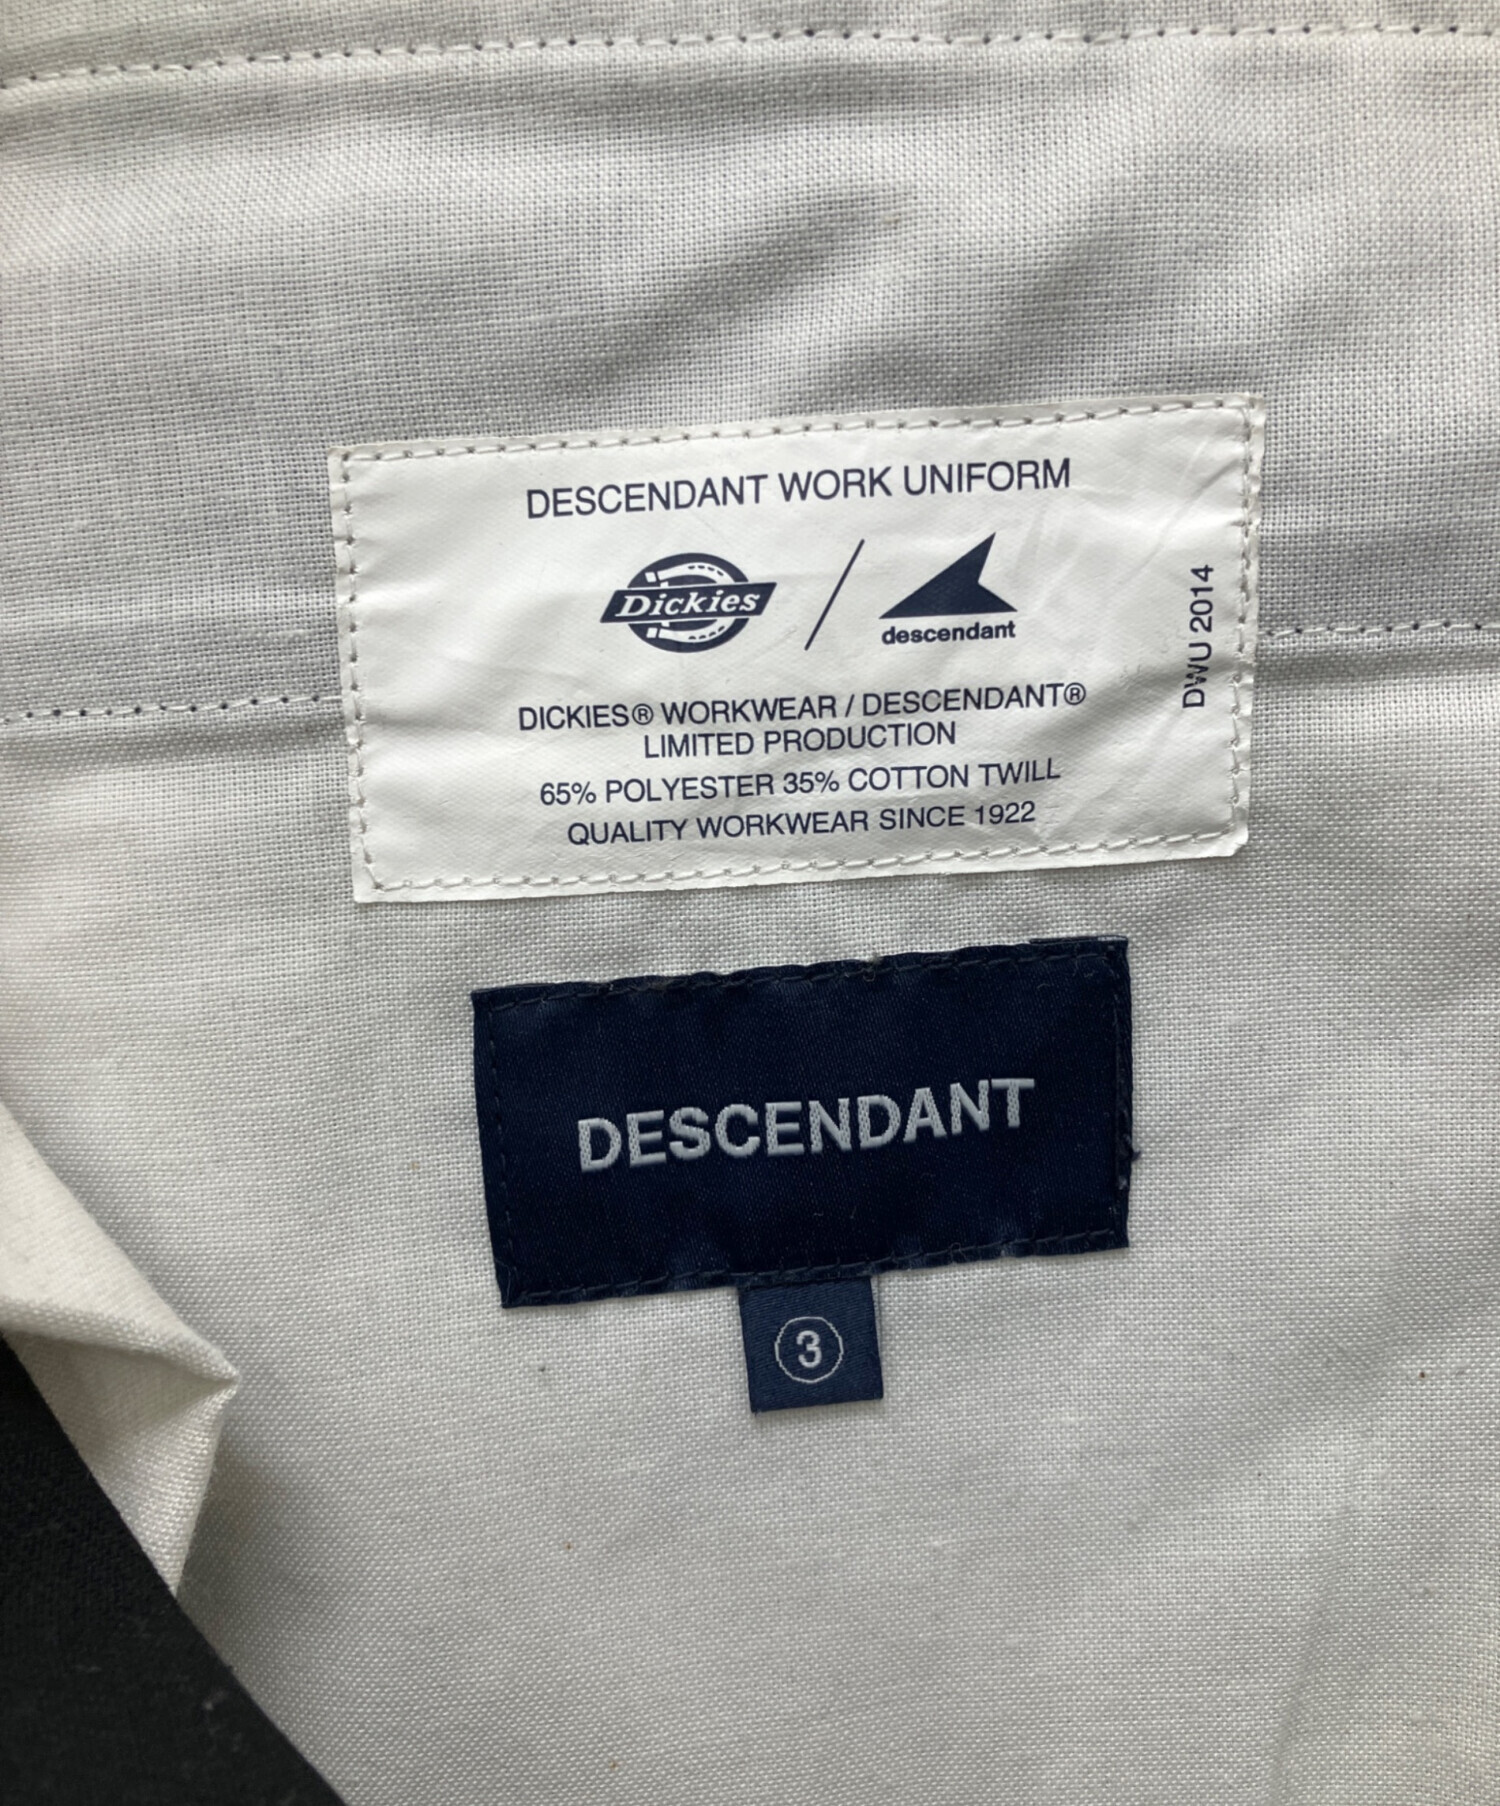 DESCENDANT WORK UNIFORM
Dickies / descendant
DWU 2014
DICKIES® WORKWEAR / DESCENDANT®
LIMITED PRODUCTION
65% POLYESTER 35% COTTON TWILL
QUALITY WORKWEAR SINCE 1922
DESCENDANT
3